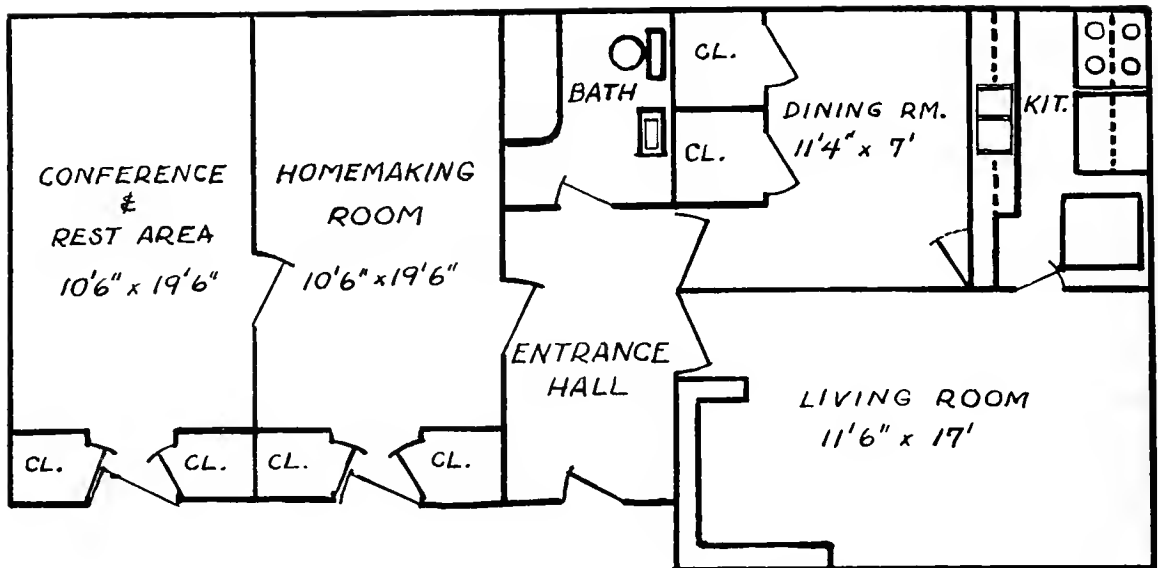 CONFERENCE
&
REST AREA
10'6" x 19'6"
HOMEMAKING
ROOM
10'6" x 19'6"
BATH
CL.
CL.
DINING RM.
11'4" x 7'
KIT.
ENTRANCE
HALL
LIVING ROOM
11'6" x 17'
CL.
CL.
CL.
CL.